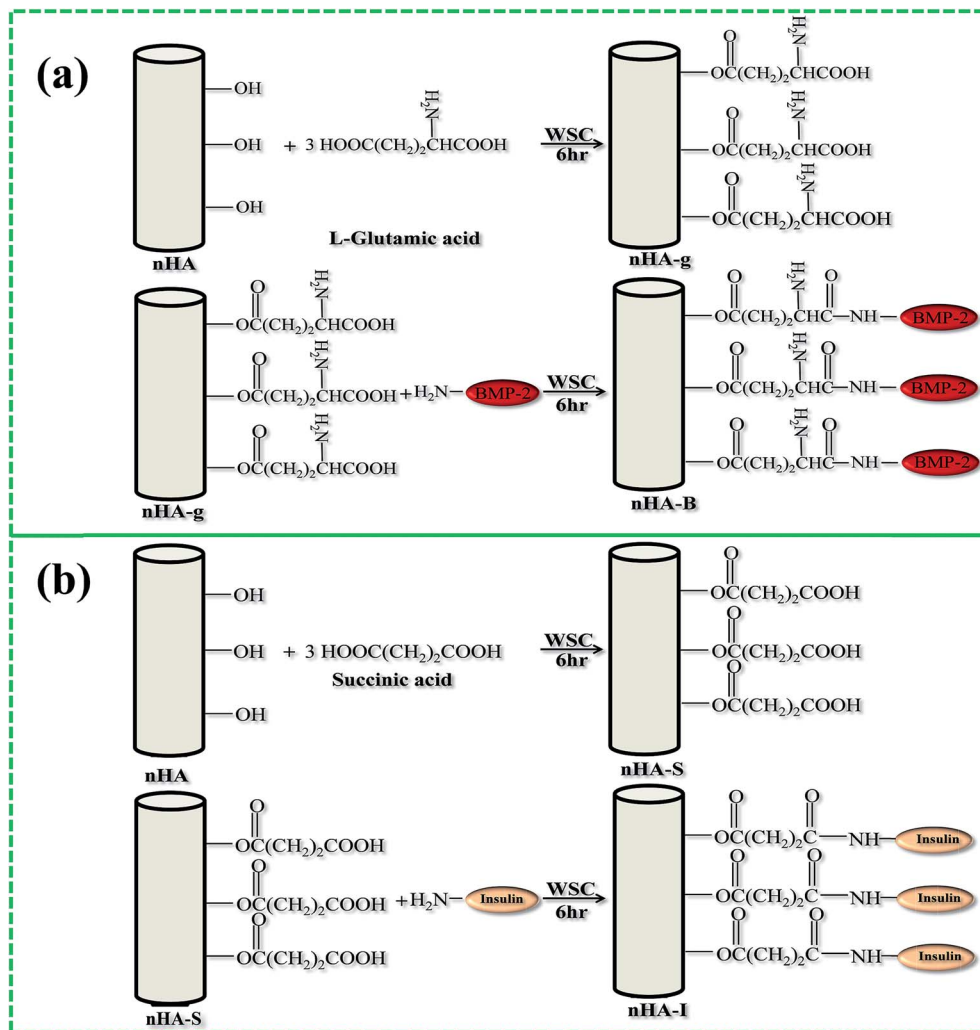 (a)
OH
OH
OH
nHA
+ 3 HOOC(CH₂)₂CHCOOH
H₂N
L-Glutamic acid
WSC
6hr
O
H₂N
OC(CH₂)₂CHCOOH
O
H₂N
OC(CH₂)₂CHCOOH
O
H₂N
OC(CH₂)₂CHCOOH
nHA-g
O
H₂N
OC(CH₂)₂CHCOOH
O
H₂N
OC(CH₂)₂CHCOOH
O
H₂N
OC(CH₂)₂CHCOOH
nHA-g
+ H₂N BMP-2
WSC
6hr
O
H₂N
O
OC(CH₂)₂CHC NH BMP-2
O
H₂N
O
OC(CH₂)₂CHC NH BMP-2
O
H₂N
O
OC(CH₂)₂CHC NH BMP-2
nHA-B
(b)
OH
OH
OH
nHA
+ 3 HOOC(CH₂)₂COOH
Succinic acid
WSC
6hr
O
OC(CH₂)₂COOH
O
OC(CH₂)₂COOH
O
OC(CH₂)₂COOH
nHA-S
O
OC(CH₂)₂COOH
O
OC(CH₂)₂COOH
O
OC(CH₂)₂COOH
nHA-S
+ H₂N Insulin
WSC
6hr
O O
OC(CH₂)₂C NH Insulin
O O
OC(CH₂)₂C NH Insulin
O O
OC(CH₂)₂C NH Insulin
nHA-I